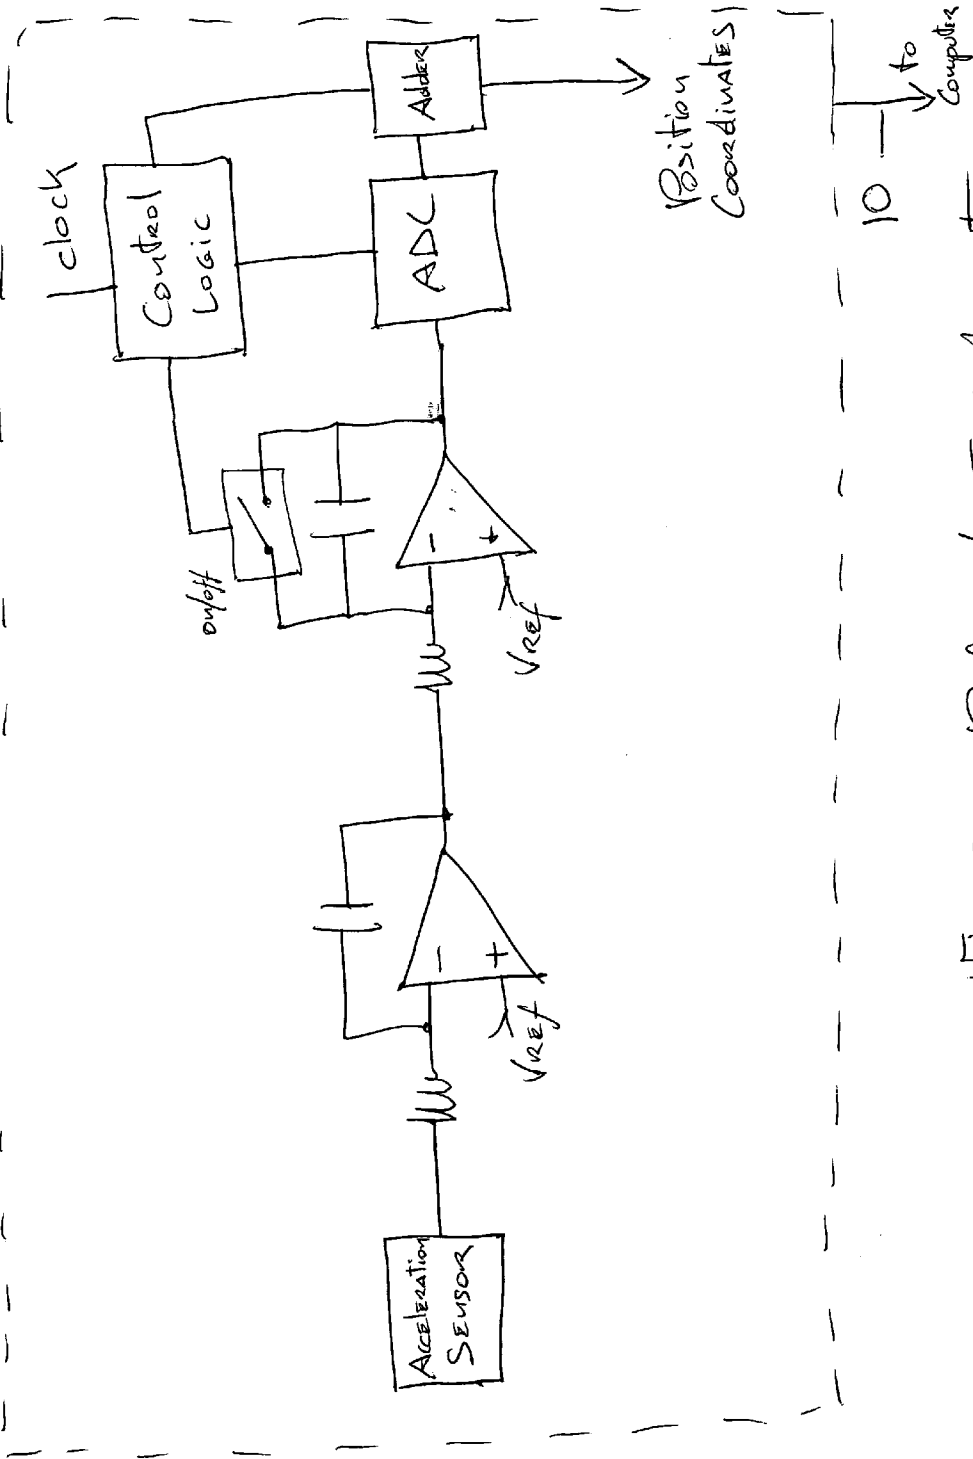 clock
Control
Logic
Adder
ADC
on/off
Position
Coordinates
10
to
Computer
VREF
VREF
Acceleration
Sensor